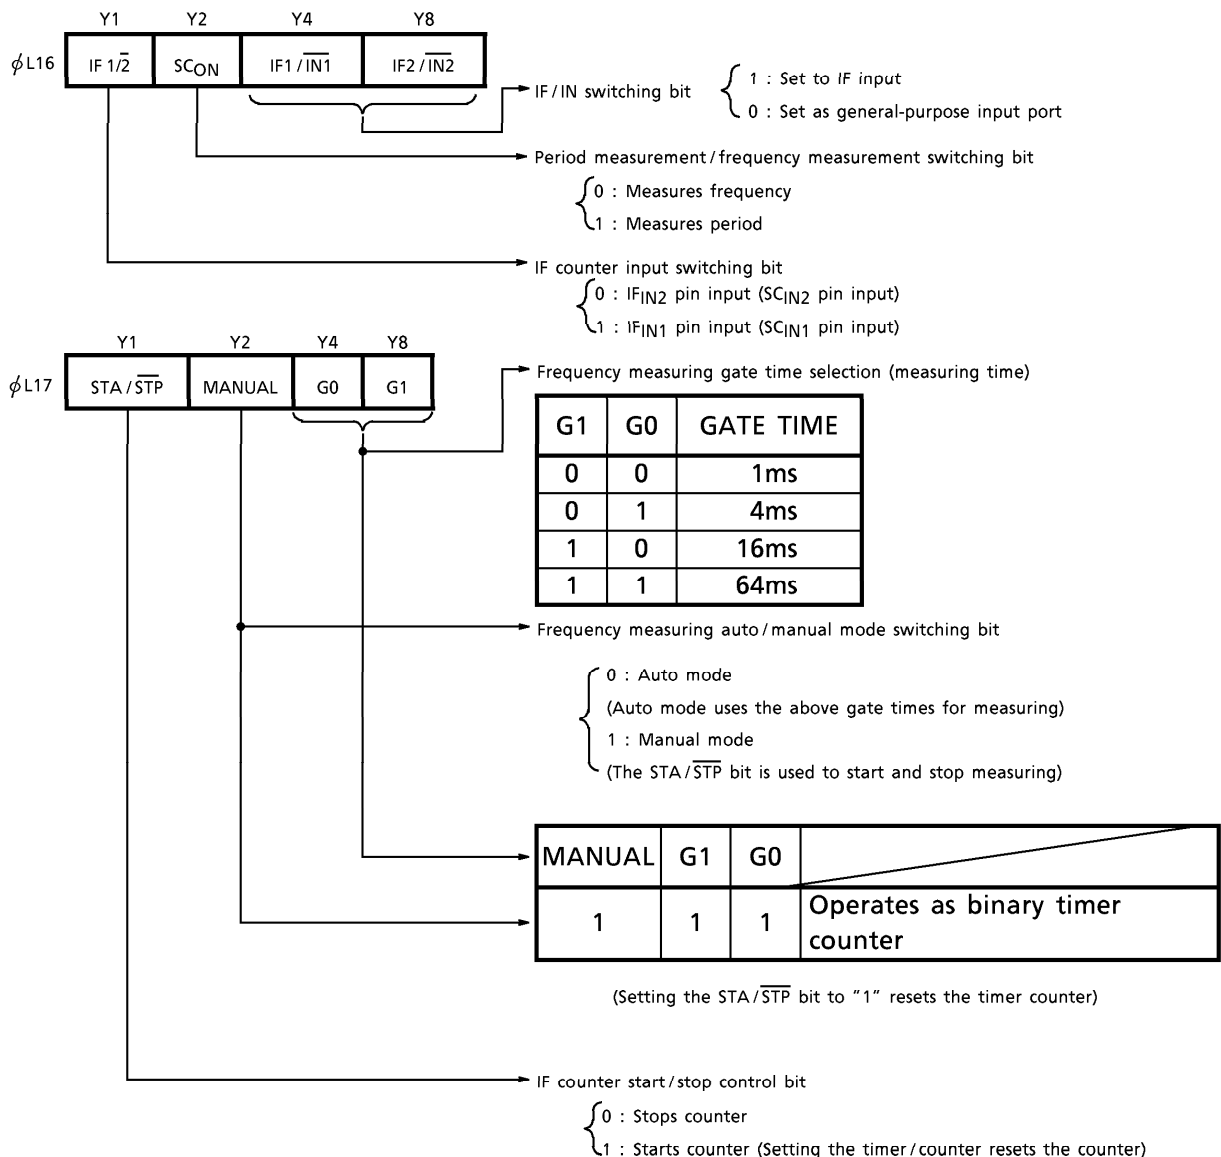 Y1 Y2 Y4 Y8
ϕL16 IF 1/2̅ SCON IF1 / I̅N̅1̅ IF2 / I̅N̅2̅
IF / IN switching bit
1 : Set to IF input
0 : Set as general-purpose input port
Period measurement / frequency measurement switching bit
0 : Measures frequency
1 : Measures period
IF counter input switching bit
0 : IFIN2 pin input (SCIN2 pin input)
1 : IFIN1 pin input (SCIN1 pin input)
Y1 Y2 Y4 Y8
ϕL17 STA / S̅T̅P̅ MANUAL G0 G1
Frequency measuring gate time selection (measuring time)
G1 G0 GATE TIME
0 0 1ms
0 1 4ms
1 0 16ms
1 1 64ms
Frequency measuring auto / manual mode switching bit
0 : Auto mode
(Auto mode uses the above gate times for measuring)
1 : Manual mode
(The STA / S̅T̅P̅ bit is used to start and stop measuring)
MANUAL G1 G0
1 1 1 Operates as binary timer
counter
(Setting the STA / S̅T̅P̅ bit to "1" resets the timer counter)
IF counter start / stop control bit
0 : Stops counter
1 : Starts counter (Setting the timer / counter resets the counter)